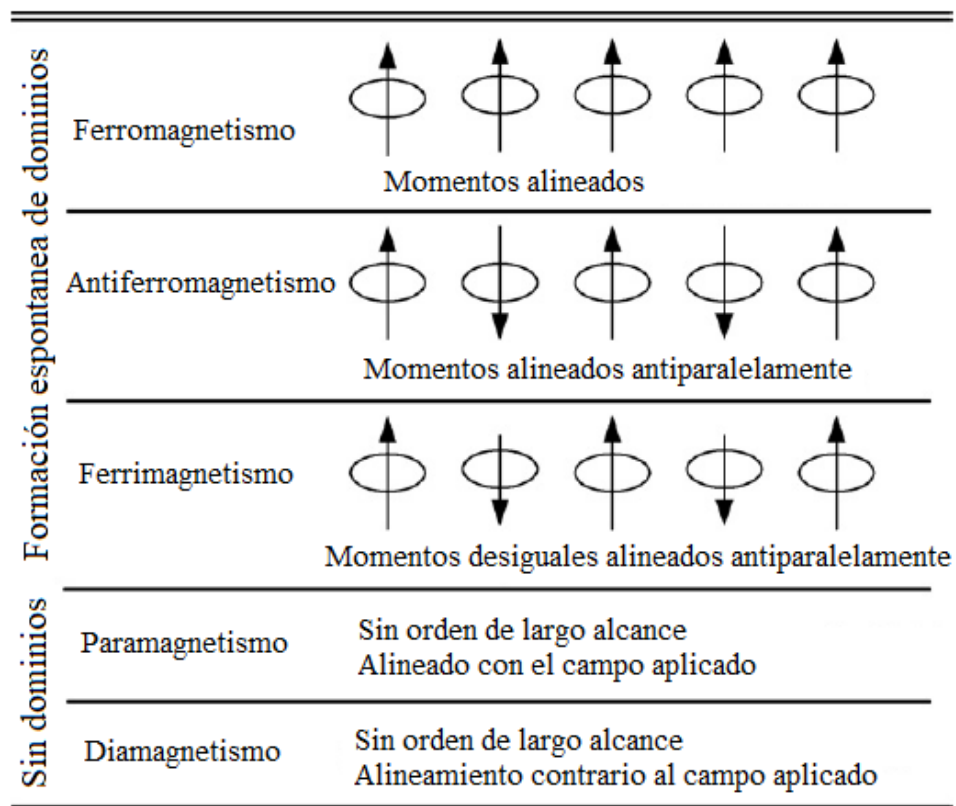 Formación espontanea de dominios
Ferromagnetismo
Momentos alineados
Antiferromagnetismo
Momentos alineados antiparalelamente
Ferrimagnetismo
Momentos desiguales alineados antiparalelamente
Sin dominios
Paramagnetismo
Sin orden de largo alcance
Alineado con el campo aplicado
Diamagnetismo
Sin orden de largo alcance
Alineamiento contrario al campo aplicado